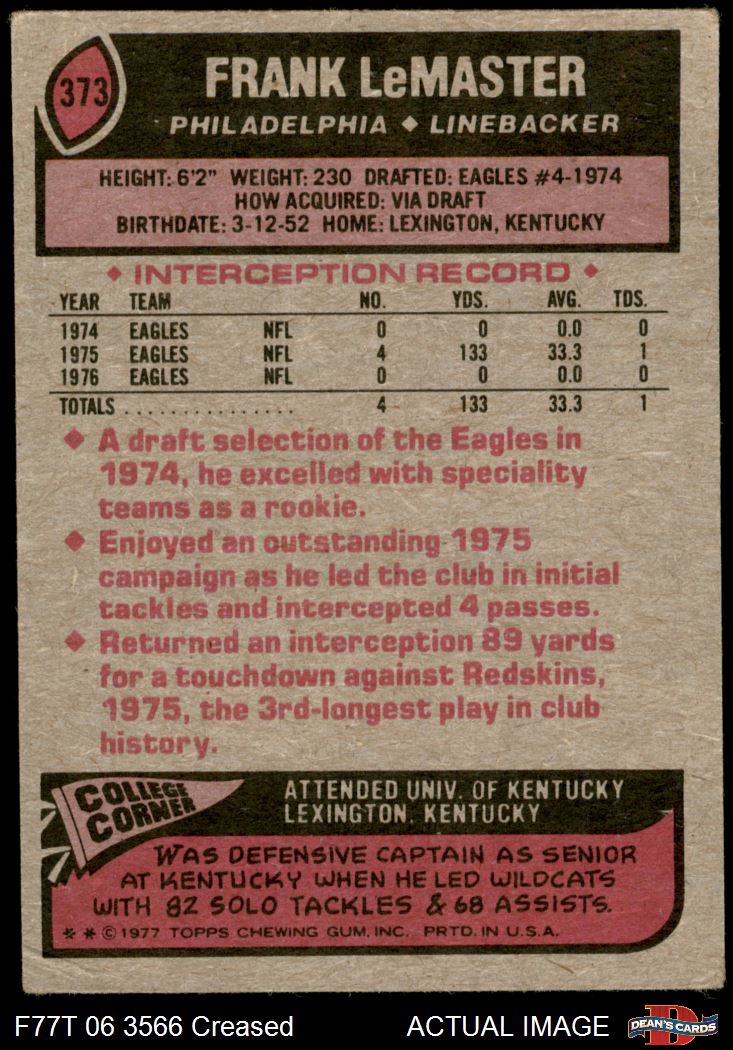 373
FRANK LeMASTER
PHILADELPHIA ◆ LINEBACKER
HEIGHT: 6'2" WEIGHT: 230 DRAFTED: EAGLES #4-1974
HOW ACQUIRED: VIA DRAFT
BIRTHDATE: 3-12-52 HOME: LEXINGTON, KENTUCKY
◆ INTERCEPTION RECORD ◆
YEAR TEAM NO. YDS. AVG. TDS.
1974 EAGLES NFL 0 0 0.0 0
1975 EAGLES NFL 4 133 33.3 1
1976 EAGLES NFL 0 0 0.0 0
TOTALS ............... 4 133 33.3 1
◆ A draft selection of the Eagles in
1974, he excelled with speciality
teams as a rookie.
◆ Enjoyed an outstanding 1975
campaign as he led the club in initial
tackles and intercepted 4 passes.
◆ Returned an interception 89 yards
for a touchdown against Redskins,
1975, the 3rd-longest play in club
history.
COLLEGE
CORNER
ATTENDED UNIV. OF KENTUCKY
LEXINGTON, KENTUCKY
WAS DEFENSIVE CAPTAIN AS SENIOR
AT KENTUCKY WHEN HE LED WILDCATS
WITH 82 SOLO TACKLES & 68 ASSISTS.
* * © 1977 TOPPS CHEWING GUM, INC. PRTD. IN U.S.A.
F77T 06 3566 Creased ACTUAL IMAGE
D
DEAN'S CARDS